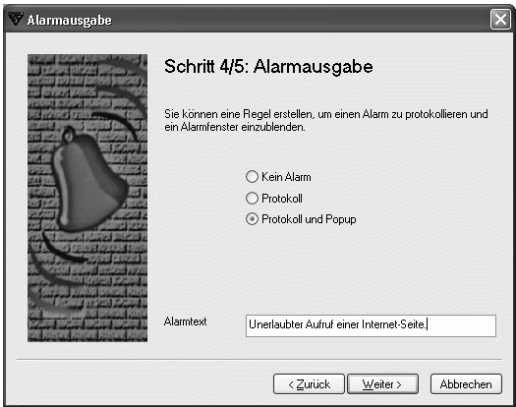 Alarmausgabe
Schritt 4/5: Alarmausgabe
Sie können eine Regel erstellen, um einen Alarm zu protokollieren und
ein Alarmfenster einzublenden.
Kein Alarm
Protokoll
Protokoll und Popup
Alarmtext
Unerlaubter Aufruf einer Internet-Seite.
< Zurück
Weiter >
Abbrechen